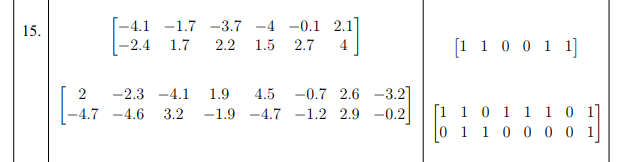 15.
[-4.1 -1.7 -3.7 -4 -0.1 2.1
-2.4 1.7 2.2 1.5 2.7 4]
[1 1 0 0 1 1]
[2 -2.3 -4.1 1.9 4.5 -0.7 2.6 -3.2
-4.7 -4.6 3.2 -1.9 -4.7 -1.2 2.9 -0.2]
[1 1 0 1 1 1 0 1
0 1 1 0 0 0 0 1]